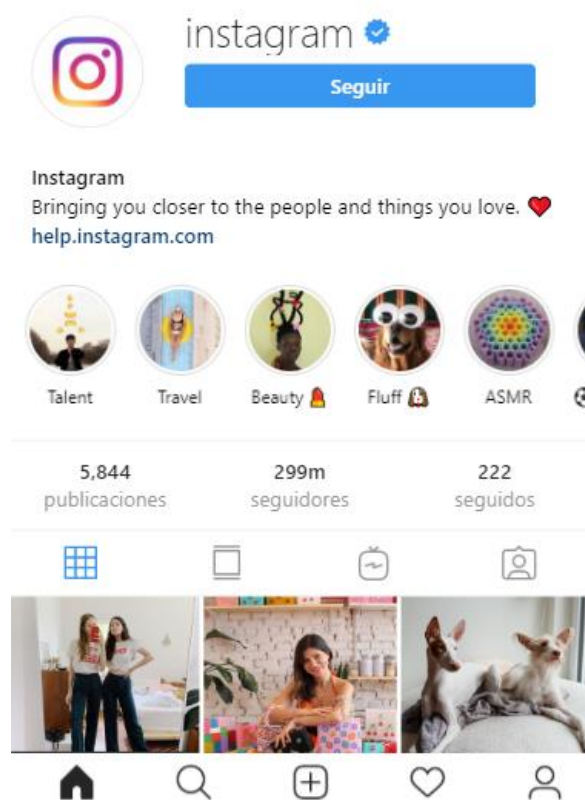 instagram
Seguir
Instagram
Bringing you closer to the people and things you love. ❤️
help.instagram.com
Talent Travel Beauty 💄 Fluff 🐶 ASMR
5,844 299m 222
publicaciones seguidores seguidos